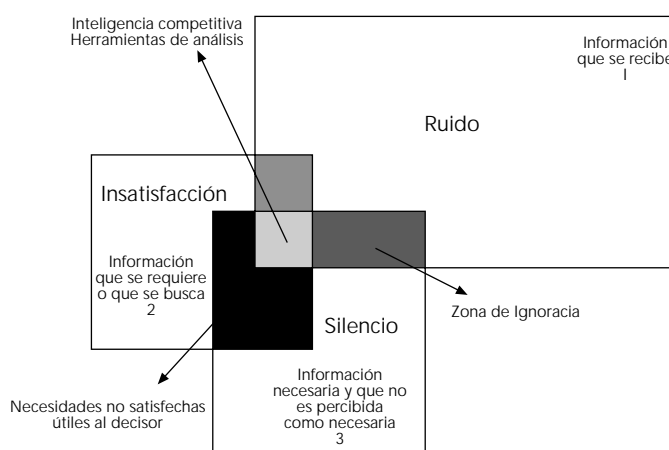 Inteligencia competitiva
Herramientas de análisis
Información
que se recibe
1
Ruido
Insatisfacción
Información
que se requiere
o que se busca
2
Zona de Ignoracia
Silencio
Información
necesaria y que no
es percibida
como necesaria
3
Necesidades no satisfechas
útiles al decisor